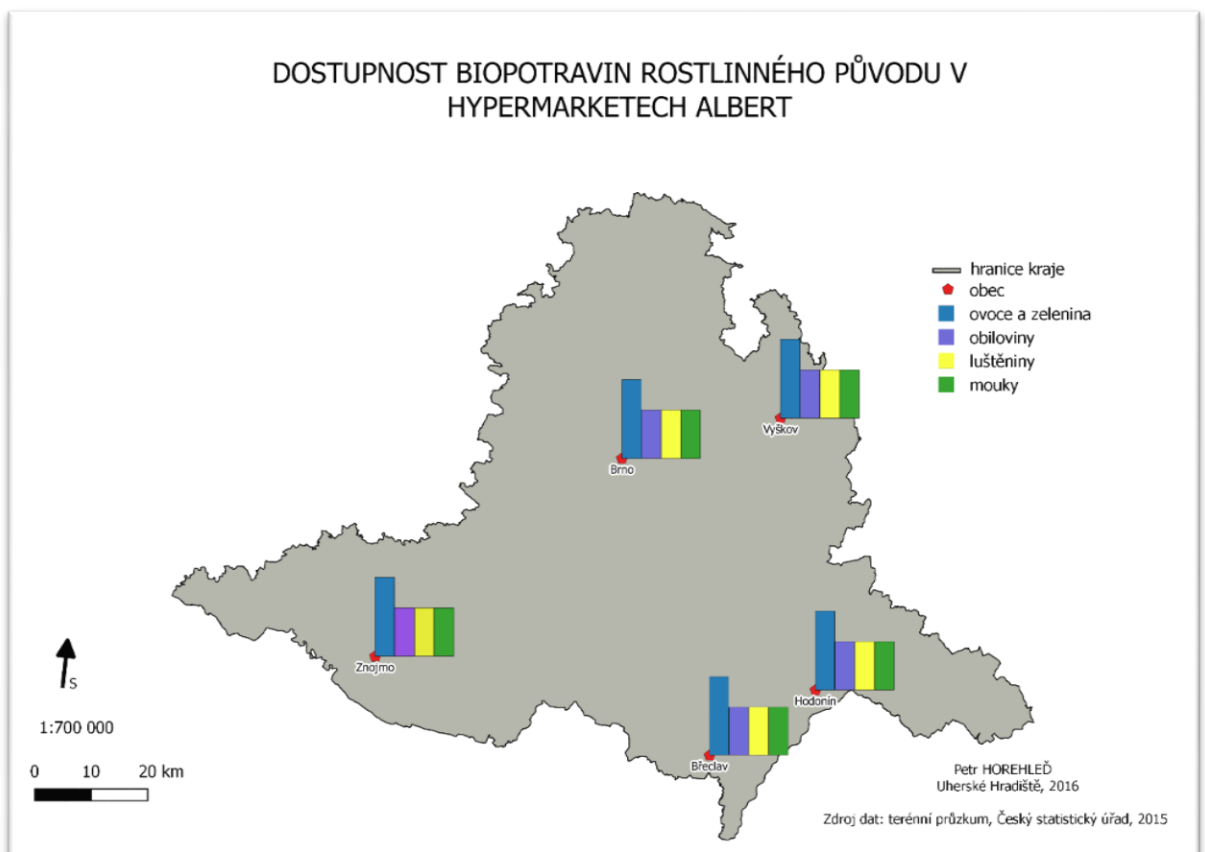 DOSTUPNOST BIOPOTRAVIN ROSTLINNÉHO PŮVODU V
HYPERMARKETECH ALBERT
hranice kraje
obec
ovoce a zelenina
obiloviny
luštěniny
mouky
Vyškov
Brno
Znojmo
Hodonín
Břeclav
S
1:700 000
0 10 20 km
Petr HOREHLEĎ
Uherské Hradiště, 2016
Zdroj dat: terénní průzkum, Český statistický úřad, 2015